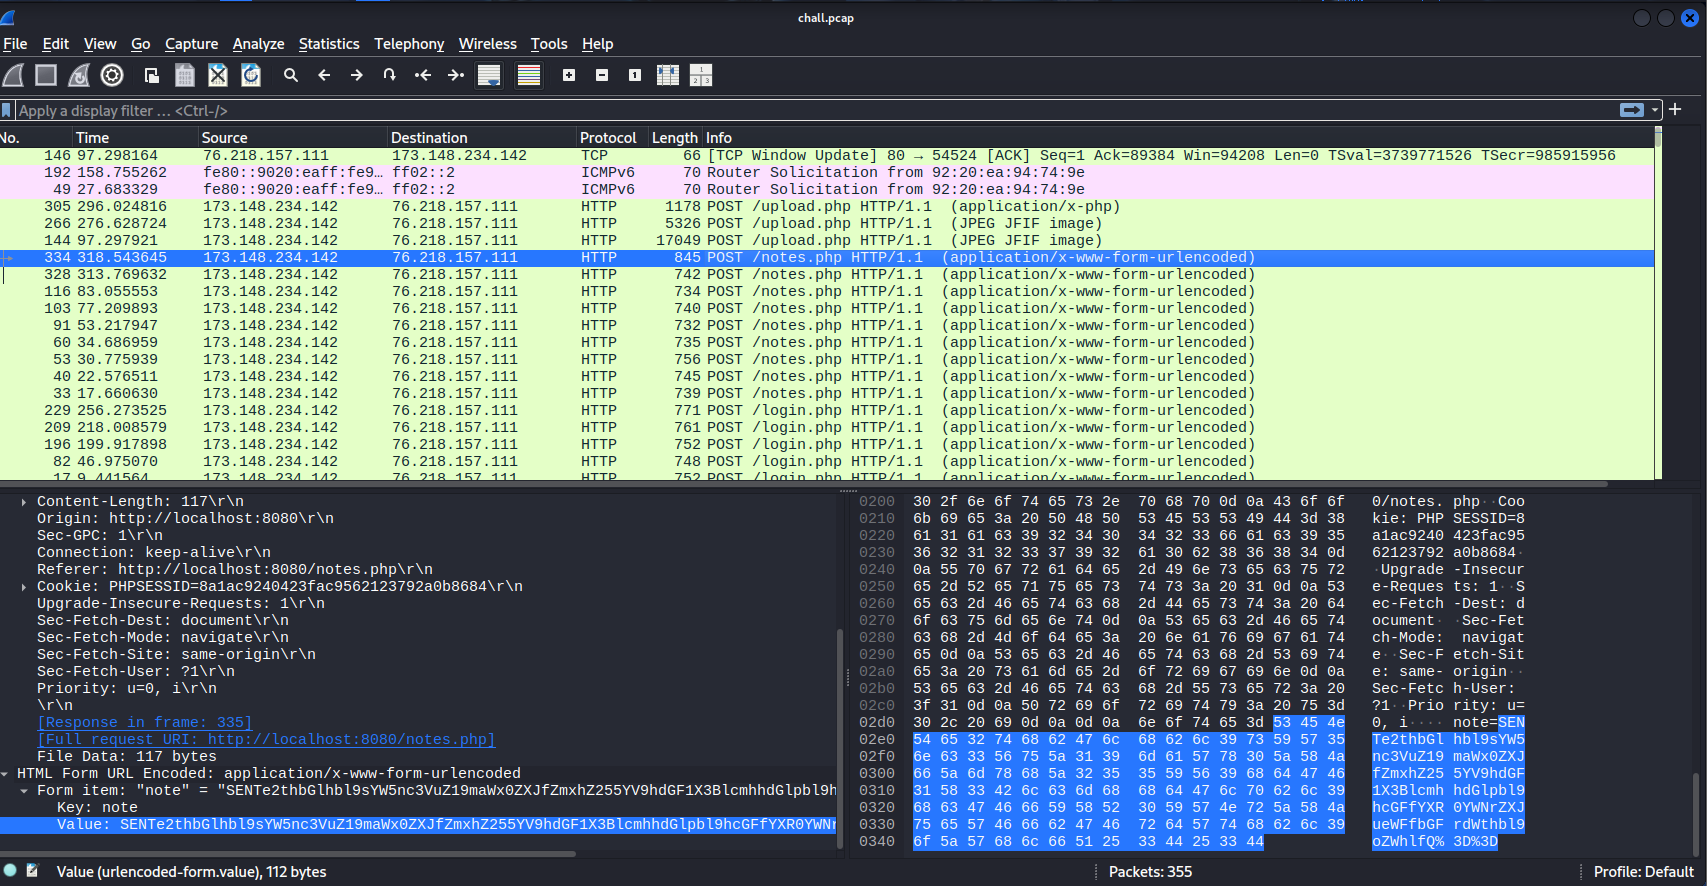 chall.pcap
File Edit View Go Capture Analyze Statistics Telephony Wireless Tools Help
Apply a display filter … <Ctrl-/>
No. Time Source Destination Protocol Length Info
146 97.298164 76.218.157.111 173.148.234.142 TCP 66 [TCP Window Update] 80 → 54524 [ACK] Seq=1 Ack=89384 Win=94208 Len=0 TSval=3739771526 TSecr=985915956
192 158.755262 fe80::9020:eaff:fe9… ff02::2 ICMPv6 70 Router Solicitation from 92:20:ea:94:74:9e
49 27.683329 fe80::9020:eaff:fe9… ff02::2 ICMPv6 70 Router Solicitation from 92:20:ea:94:74:9e
305 296.024816 173.148.234.142 76.218.157.111 HTTP 1178 POST /upload.php HTTP/1.1 (application/x-php)
266 276.628724 173.148.234.142 76.218.157.111 HTTP 5326 POST /upload.php HTTP/1.1 (JPEG JFIF image)
144 97.297921 173.148.234.142 76.218.157.111 HTTP 17049 POST /upload.php HTTP/1.1 (JPEG JFIF image)
334 318.543645 173.148.234.142 76.218.157.111 HTTP 845 POST /notes.php HTTP/1.1 (application/x-www-form-urlencoded)
328 313.769632 173.148.234.142 76.218.157.111 HTTP 742 POST /notes.php HTTP/1.1 (application/x-www-form-urlencoded)
116 83.055553 173.148.234.142 76.218.157.111 HTTP 734 POST /notes.php HTTP/1.1 (application/x-www-form-urlencoded)
103 77.209893 173.148.234.142 76.218.157.111 HTTP 740 POST /notes.php HTTP/1.1 (application/x-www-form-urlencoded)
91 53.217947 173.148.234.142 76.218.157.111 HTTP 732 POST /notes.php HTTP/1.1 (application/x-www-form-urlencoded)
60 34.686959 173.148.234.142 76.218.157.111 HTTP 735 POST /notes.php HTTP/1.1 (application/x-www-form-urlencoded)
53 30.775939 173.148.234.142 76.218.157.111 HTTP 756 POST /notes.php HTTP/1.1 (application/x-www-form-urlencoded)
40 22.576511 173.148.234.142 76.218.157.111 HTTP 745 POST /notes.php HTTP/1.1 (application/x-www-form-urlencoded)
33 17.660630 173.148.234.142 76.218.157.111 HTTP 739 POST /notes.php HTTP/1.1 (application/x-www-form-urlencoded)
229 256.273525 173.148.234.142 76.218.157.111 HTTP 771 POST /login.php HTTP/1.1 (application/x-www-form-urlencoded)
209 218.008579 173.148.234.142 76.218.157.111 HTTP 761 POST /login.php HTTP/1.1 (application/x-www-form-urlencoded)
196 199.917898 173.148.234.142 76.218.157.111 HTTP 752 POST /login.php HTTP/1.1 (application/x-www-form-urlencoded)
82 46.975070 173.148.234.142 76.218.157.111 HTTP 748 POST /login.php HTTP/1.1 (application/x-www-form-urlencoded)
17 9.441564 173.148.234.142 76.218.157.111 HTTP 752 POST /login.php HTTP/1.1 (application/x-www-form-urlencoded)
Content-Length: 117\r\n
Origin: http://localhost:8080\r\n
Sec-GPC: 1\r\n
Connection: keep-alive\r\n
Referer: http://localhost:8080/notes.php\r\n
Cookie: PHPSESSID=8a1ac9240423fac9562123792a0b8684\r\n
Upgrade-Insecure-Requests: 1\r\n
Sec-Fetch-Dest: document\r\n
Sec-Fetch-Mode: navigate\r\n
Sec-Fetch-Site: same-origin\r\n
Sec-Fetch-User: ?1\r\n
Priority: u=0, i\r\n
\r\n
[Response in frame: 335]
[Full request URI: http://localhost:8080/notes.php]
File Data: 117 bytes
HTML Form URL Encoded: application/x-www-form-urlencoded
Form item: "note" = "SENTe2thbGlhbl9sYW5nc3VuZ19maWx0ZXJfZmxhZ255YV9hdGF1X3BlcmhhdGlpbl9h
Key: note
Value: SENTe2thbGlhbl9sYW5nc3VuZ19maWx0ZXJfZmxhZ255YV9hdGF1X3BlcmhhdGlpbl9hcGFfYXR0YWNr
0200 30 2f 6e 6f 74 65 73 2e 70 68 70 0d 0a 43 6f 6f 0/notes.php··Coo
0210 6b 69 65 3a 20 50 48 50 53 45 53 53 49 44 3d 38 kie: PHPSESSID=8
0220 61 31 61 63 39 32 34 30 34 32 33 66 61 63 39 35 a1ac9240423fac95
0230 36 32 31 32 33 37 39 32 61 30 62 38 36 38 34 0d 62123792a0b8684·
0240 0a 55 70 67 72 61 64 65 2d 49 6e 73 65 63 75 72 ·Upgrade-Insecur
0250 65 2d 52 65 71 75 65 73 74 73 3a 20 31 0d 0a 53 e-Requests: 1··S
0260 65 63 2d 46 65 74 63 68 2d 44 65 73 74 3a 20 64 ec-Fetch-Dest: d
0270 6f 63 75 6d 65 6e 74 0d 0a 53 65 63 2d 46 65 74 ocument··Sec-Fet
0280 63 68 2d 4d 6f 64 65 3a 20 6e 61 76 69 67 61 74 ch-Mode: navigat
0290 65 0d 0a 53 65 63 2d 46 65 74 63 68 2d 53 69 74 e··Sec-Fetch-Sit
02a0 65 3a 20 73 61 6d 65 2d 6f 72 69 67 69 6e 0d 0a e: same-origin··
02b0 53 65 63 2d 46 65 74 63 68 2d 55 73 65 72 3a 20 Sec-Fetch-User:
02c0 3f 31 0d 0a 50 72 69 6f 72 69 74 79 3a 20 75 3d ?1··Priority: u=
02d0 30 2c 20 69 0d 0a 0d 0a 6e 6f 74 65 3d 53 45 4e 0, i····note=SEN
02e0 54 65 32 74 68 62 47 6c 68 62 6c 39 73 59 57 35 Te2thbGlhbl9sYW5
02f0 6e 63 33 56 75 5a 31 39 6d 61 57 78 30 5a 58 4a nc3VuZ19maWx0ZXJ
0300 66 5a 6d 78 68 5a 32 35 35 59 56 39 68 64 47 46 fZmxhZ255YV9hdGF
0310 31 58 33 42 6c 63 6d 68 68 64 47 6c 70 62 6c 39 1X3BlcmhhdGlpbl9
0320 68 63 47 46 66 59 58 52 30 59 57 4e 72 5a 58 4a hcGFfYXR0YWNrZXJ
0330 75 65 57 46 66 62 47 46 72 64 57 74 68 62 6c 39 ueWFfbGFrdWthbl9
0340 6f 5a 57 68 6c 66 51 25 33 44 25 33 44 oZWhlfQ%3D%3D
Value (urlencoded-form.value), 112 bytes
Packets: 355
Profile: Default